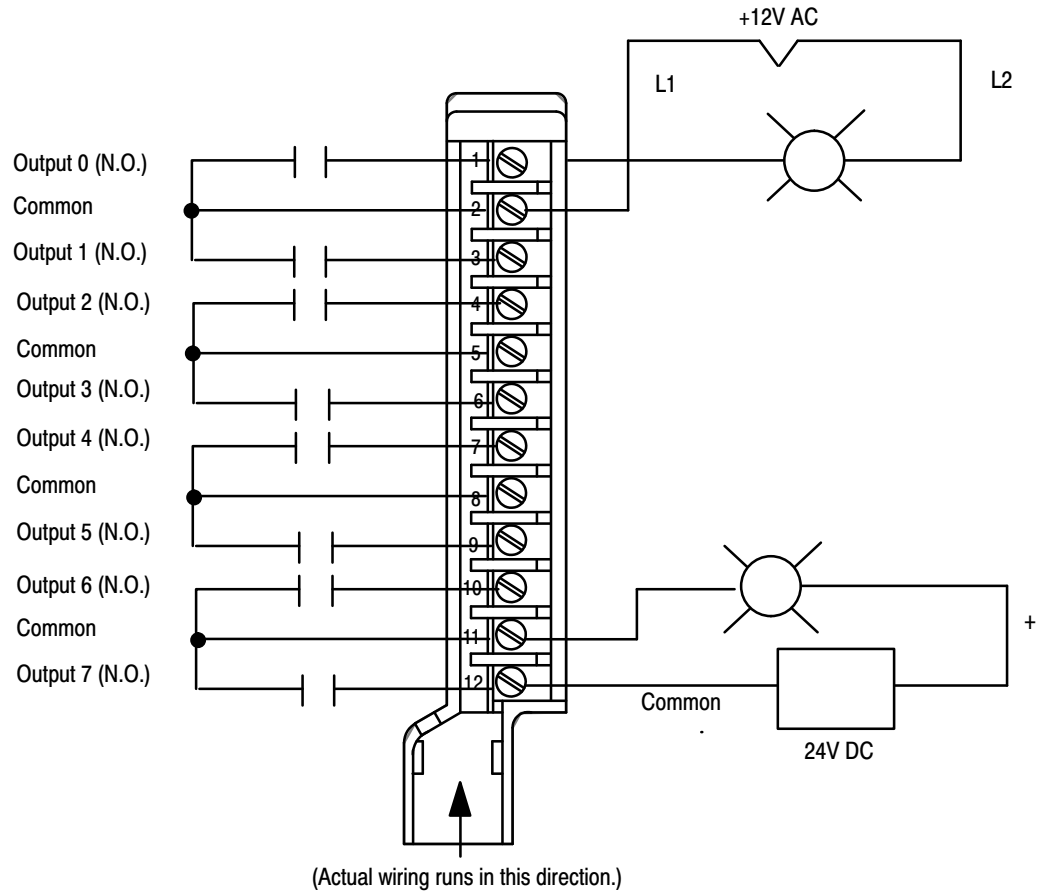 +12V AC
L1
L2
Output 0 (N.O.)
1
Common
2
Output 1 (N.O.)
3
Output 2 (N.O.)
4
Common
5
Output 3 (N.O.)
6
Output 4 (N.O.)
7
Common
8
Output 5 (N.O.)
9
Output 6 (N.O.)
10
Common
11
+
Output 7 (N.O.)
12
Common
24V DC
(Actual wiring runs in this direction.)